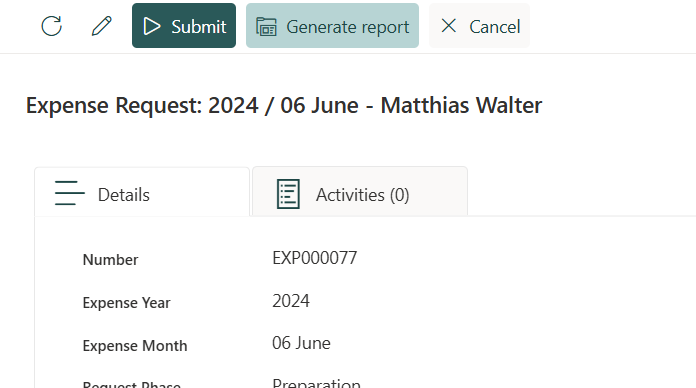 Submit Generate report Cancel
Expense Request: 2024 / 06 June - Matthias Walter
Details Activities (0)
Number EXP000077
Expense Year 2024
Expense Month 06 June
Request Phase Preparation